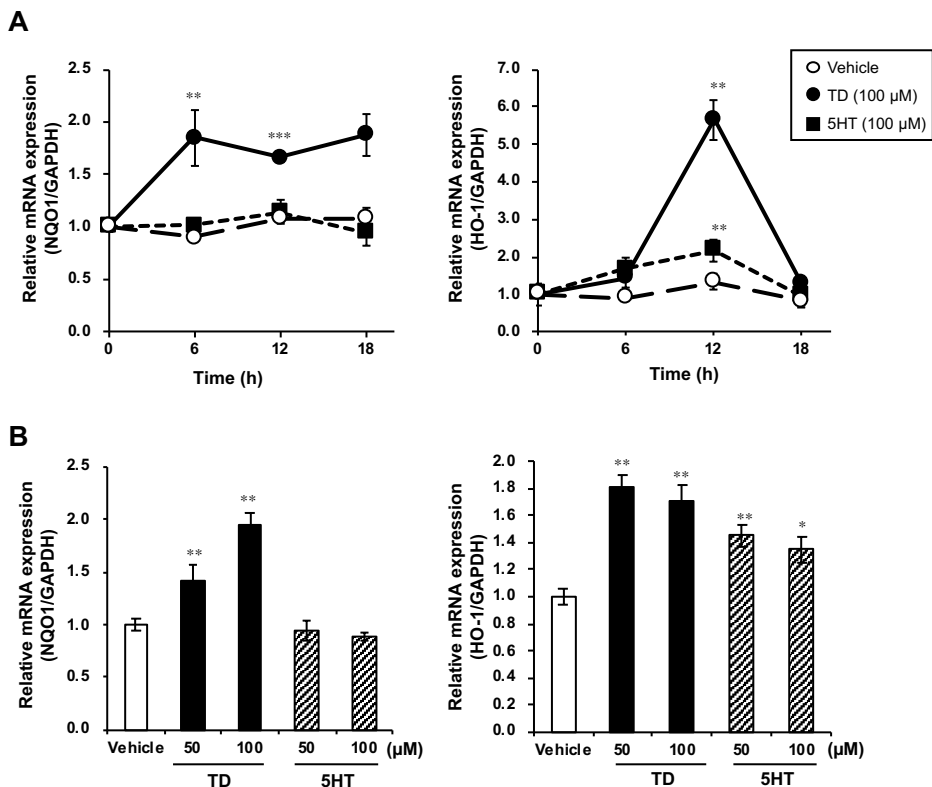 A
Relative mRNA expression
(NQO1/GAPDH)
2.5
2.0
1.5
1.0
0.5
0.0
**
***
0
6
12
18
Time (h)
Relative mRNA expression
(HO-1/GAPDH)
7.0
6.0
5.0
4.0
3.0
2.0
1.0
0.0
**
**
0
6
12
18
Time (h)
Vehicle
TD (100 μM)
5HT (100 μM)
B
Relative mRNA expression
(NQO1/GAPDH)
2.5
2.0
1.5
1.0
0.5
0.0
**
**
Vehicle
50
100
50
100
(μM)
TD
5HT
Relative mRNA expression
(HO-1/GAPDH)
2.0
1.8
1.6
1.4
1.2
1.0
0.8
0.6
0.4
0.2
0.0
**
**
**
*
Vehicle
50
100
50
100
(μM)
TD
5HT